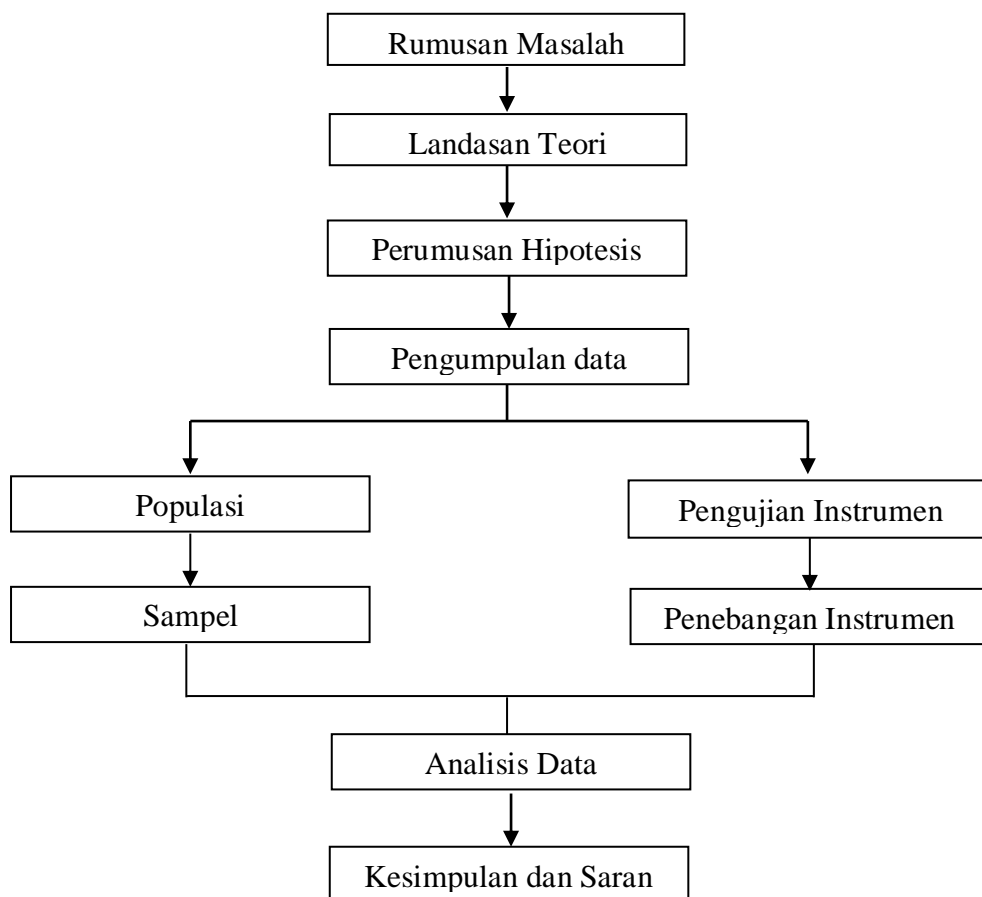 Rumusan Masalah
Landasan Teori
Perumusan Hipotesis
Pengumpulan data
Populasi
Pengujian Instrumen
Sampel
Penebangan Instrumen
Analisis Data
Kesimpulan dan Saran